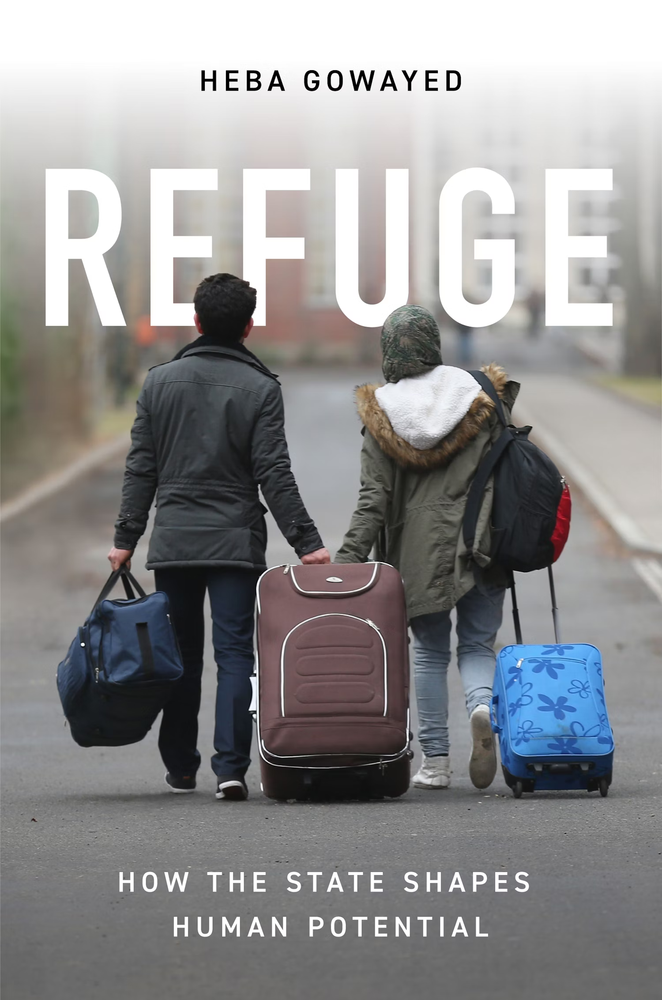 HEBA GOWAYED
REFUGE
HOW THE STATE SHAPES
HUMAN POTENTIAL